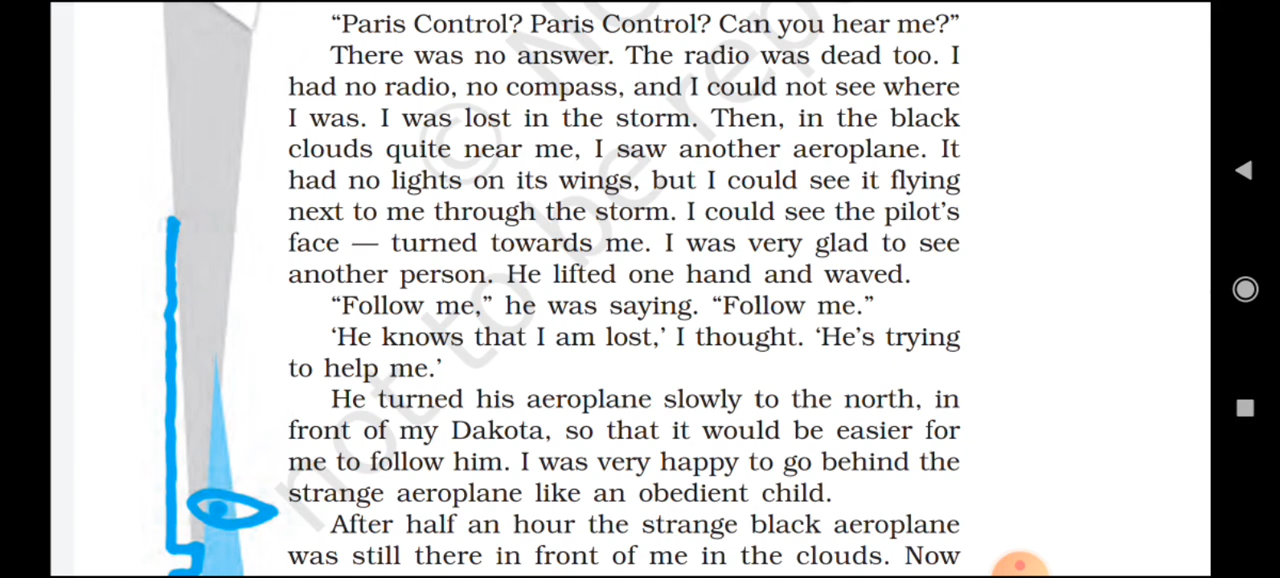 “Paris Control? Paris Control? Can you hear me?”
There was no answer. The radio was dead too. I
had no radio, no compass, and I could not see where
I was. I was lost in the storm. Then, in the black
clouds quite near me, I saw another aeroplane. It
had no lights on its wings, but I could see it flying
next to me through the storm. I could see the pilot’s
face — turned towards me. I was very glad to see
another person. He lifted one hand and waved.
“Follow me,” he was saying. “Follow me.”
‘He knows that I am lost,’ I thought. ‘He’s trying
to help me.’
He turned his aeroplane slowly to the north, in
front of my Dakota, so that it would be easier for
me to follow him. I was very happy to go behind the
strange aeroplane like an obedient child.
After half an hour the strange black aeroplane
was still there in front of me in the clouds. Now
not to be
©